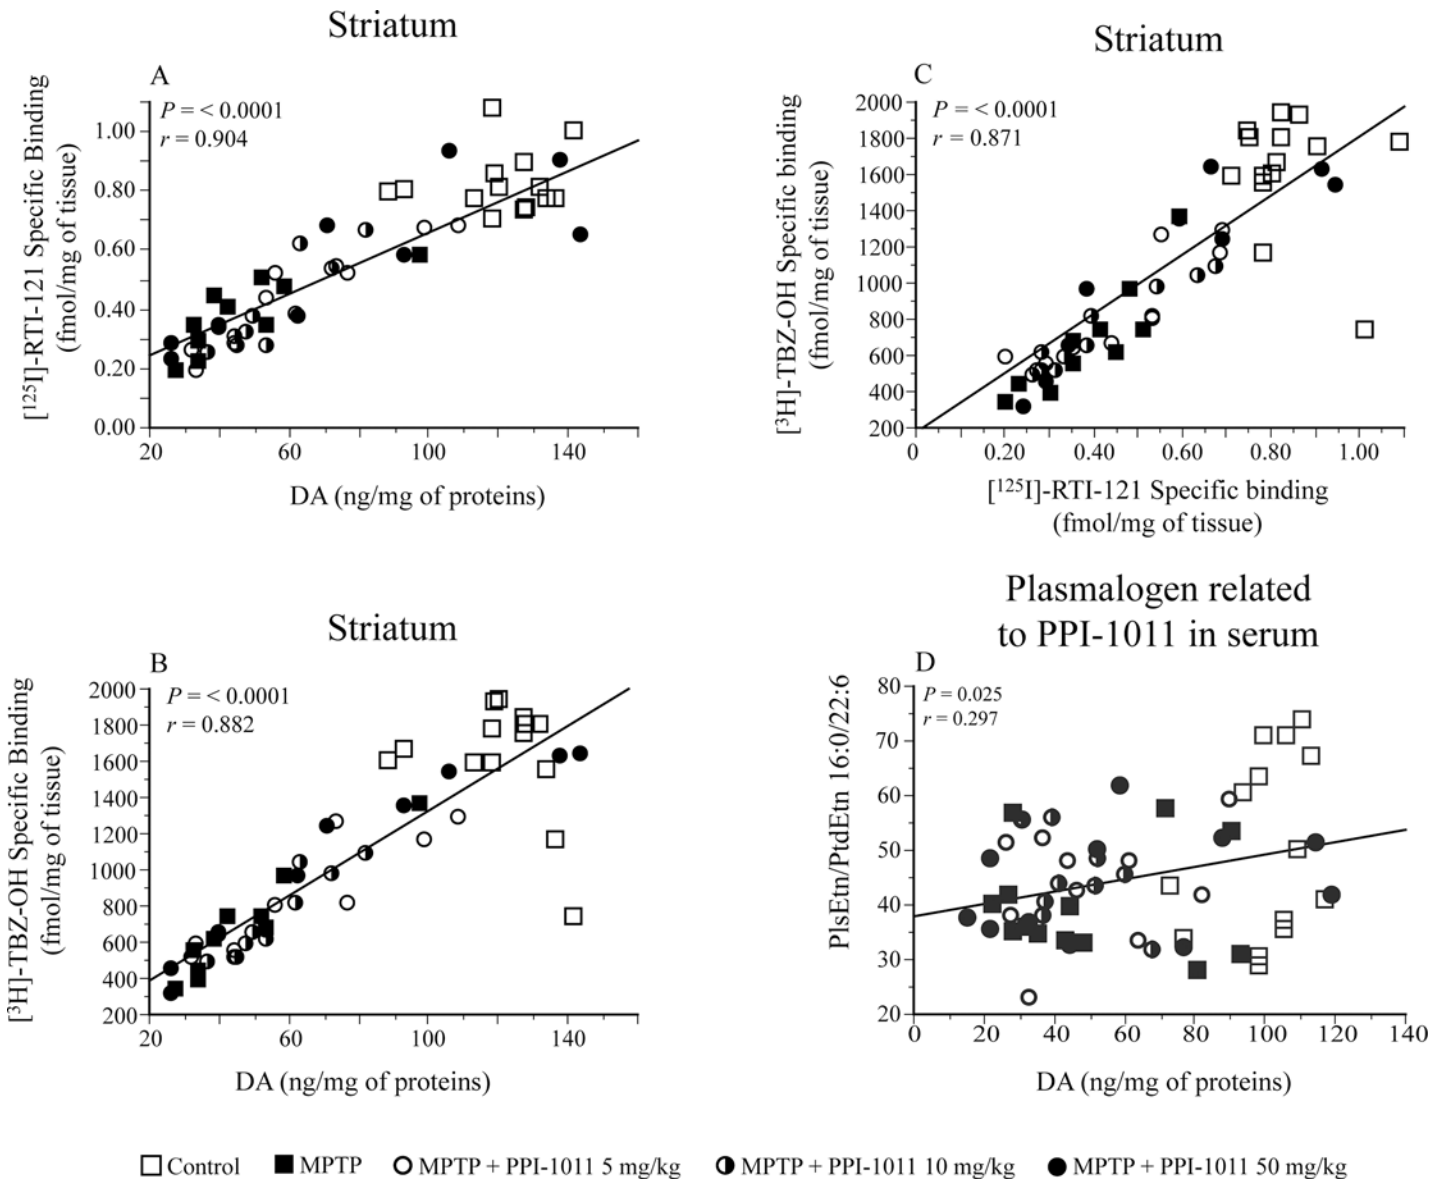 Striatum
A
P = < 0.0001
r = 0.904
[125I]-RTI-121 Specific Binding
(fmol/mg of tissue)
1.00
0.80
0.60
0.40
0.20
0.00
20 60 100 140
DA (ng/mg of proteins)
Striatum
C
P = < 0.0001
r = 0.871
[3H]-TBZ-OH Specific binding
(fmol/mg of tissue)
2000
1800
1600
1400
1200
1000
800
600
400
200
0 0.20 0.40 0.60 0.80 1.00
[125I]-RTI-121 Specific binding
(fmol/mg of tissue)
Striatum
B
P = < 0.0001
r = 0.882
[3H]-TBZ-OH Specific Binding
(fmol/mg of tissue)
2000
1800
1600
1400
1200
1000
800
600
400
200
20 60 100 140
DA (ng/mg of proteins)
Plasmalogen related
to PPI-1011 in serum
D
P = 0.025
r = 0.297
PlsEtn/PtdEtn 16:0/22:6
80
70
60
50
40
30
20
0 20 40 60 80 100 120 140
DA (ng/mg of proteins)
Control MPTP MPTP + PPI-1011 5 mg/kg MPTP + PPI-1011 10 mg/kg MPTP + PPI-1011 50 mg/kg